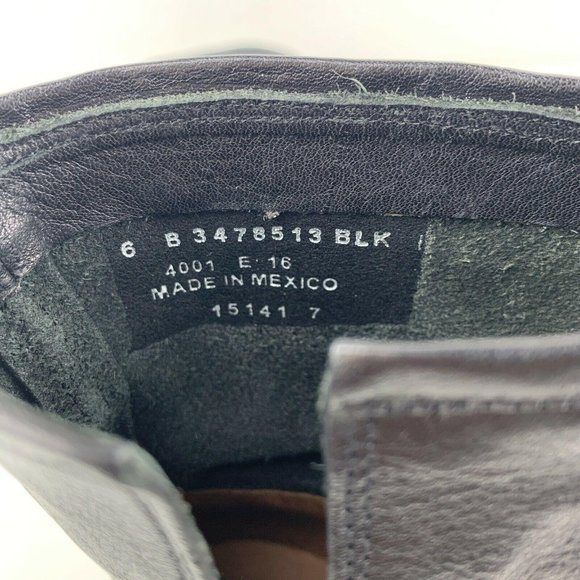 6 B 3478513 BLK
4001 E 16
MADE IN MEXICO
15141 7